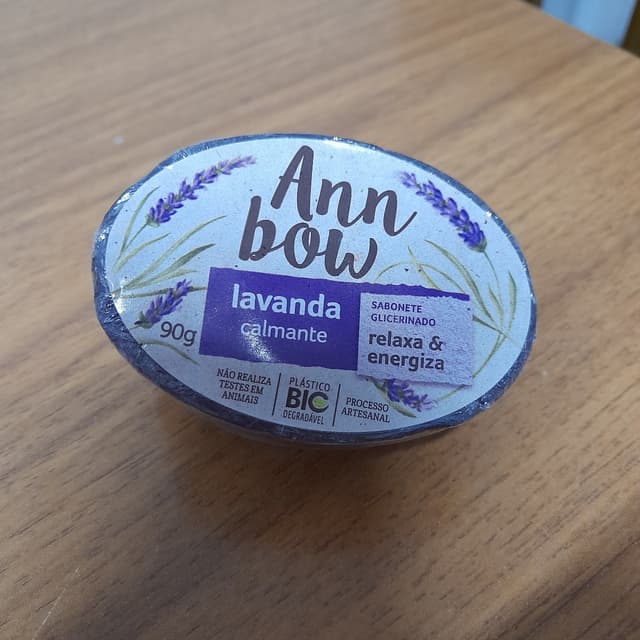 Ann
bow
lavanda
calmante
90g
SABONETE
GLICERINADO
relaxa &
energiza
NÃO REALIZA
TESTES EM
ANIMAIS
PLÁSTICO
BIO
DEGRADÁVEL
PROCESSO
ARTESANAL